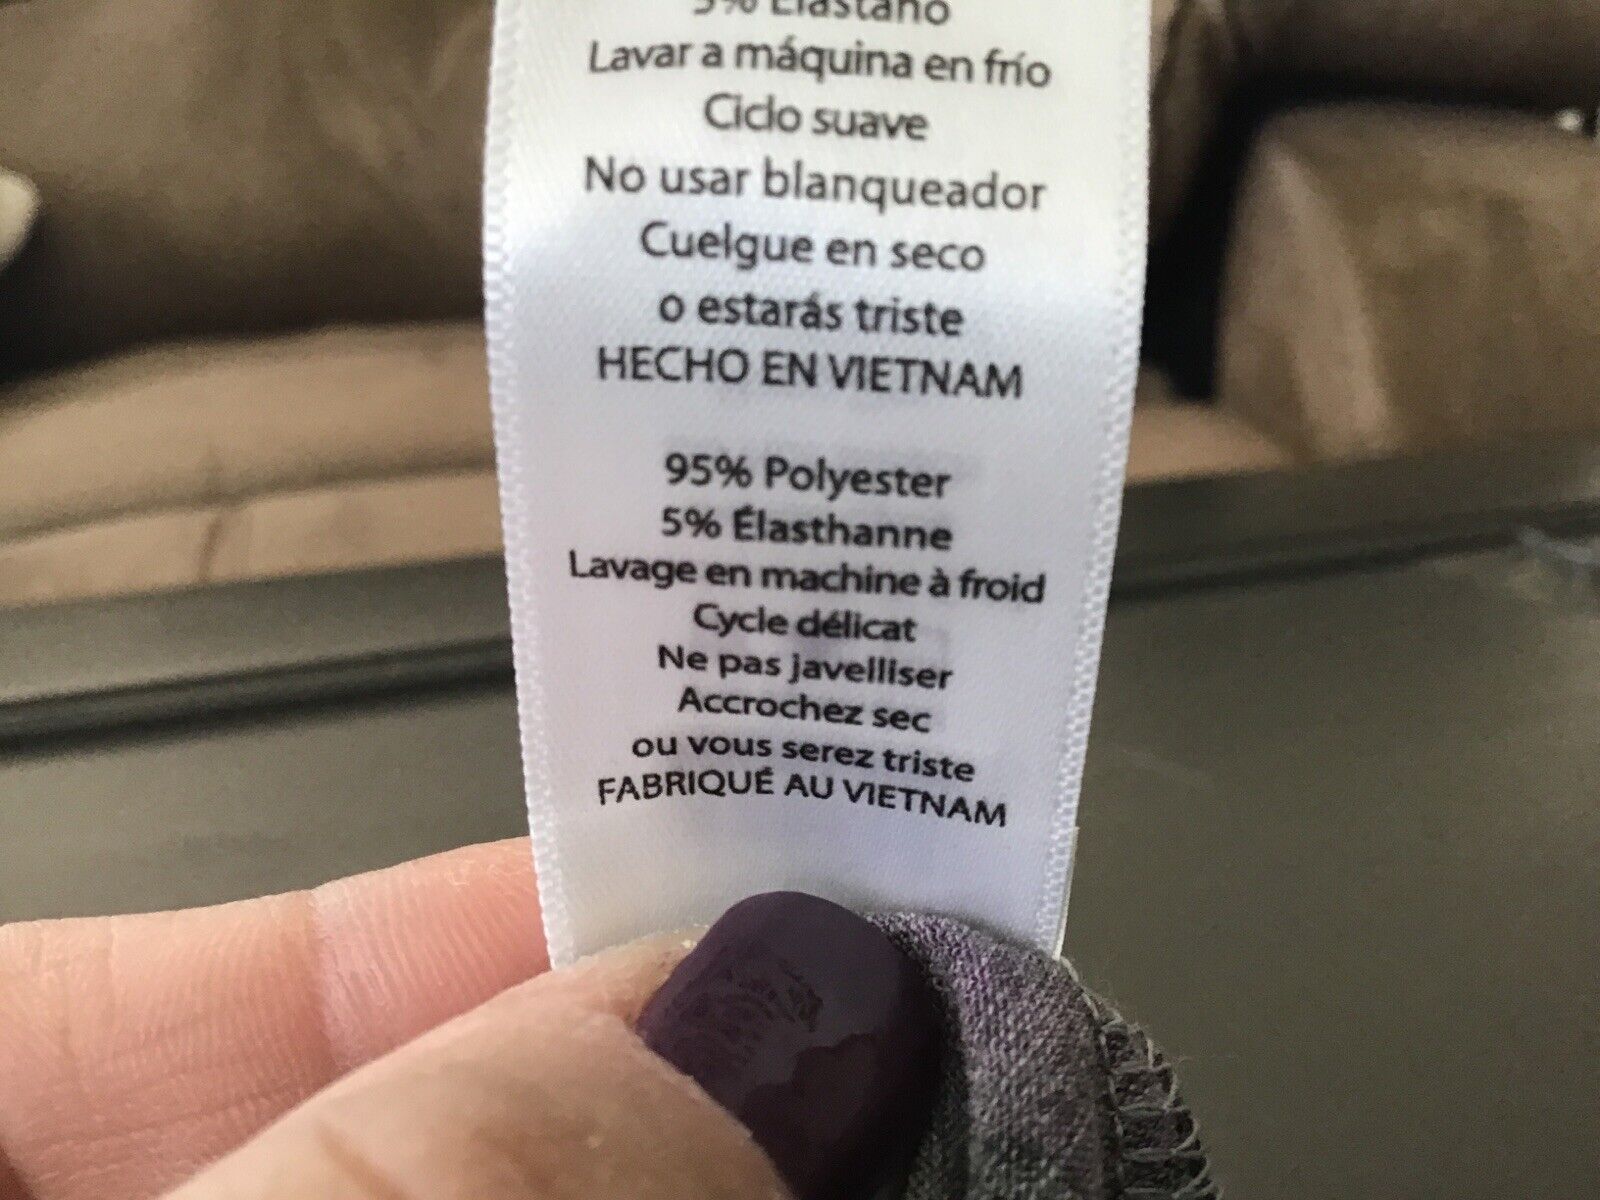 5% Elastano
Lavar a máquina en frío
Ciclo suave
No usar blanqueador
Cuelgue en seco
o estarás triste
HECHO EN VIETNAM
95% Polyester
5% Élasthanne
Lavage en machine à froid
Cycle délicat
Ne pas javelliser
Accrochez sec
ou vous serez triste
FABRIQUÉ AU VIETNAM